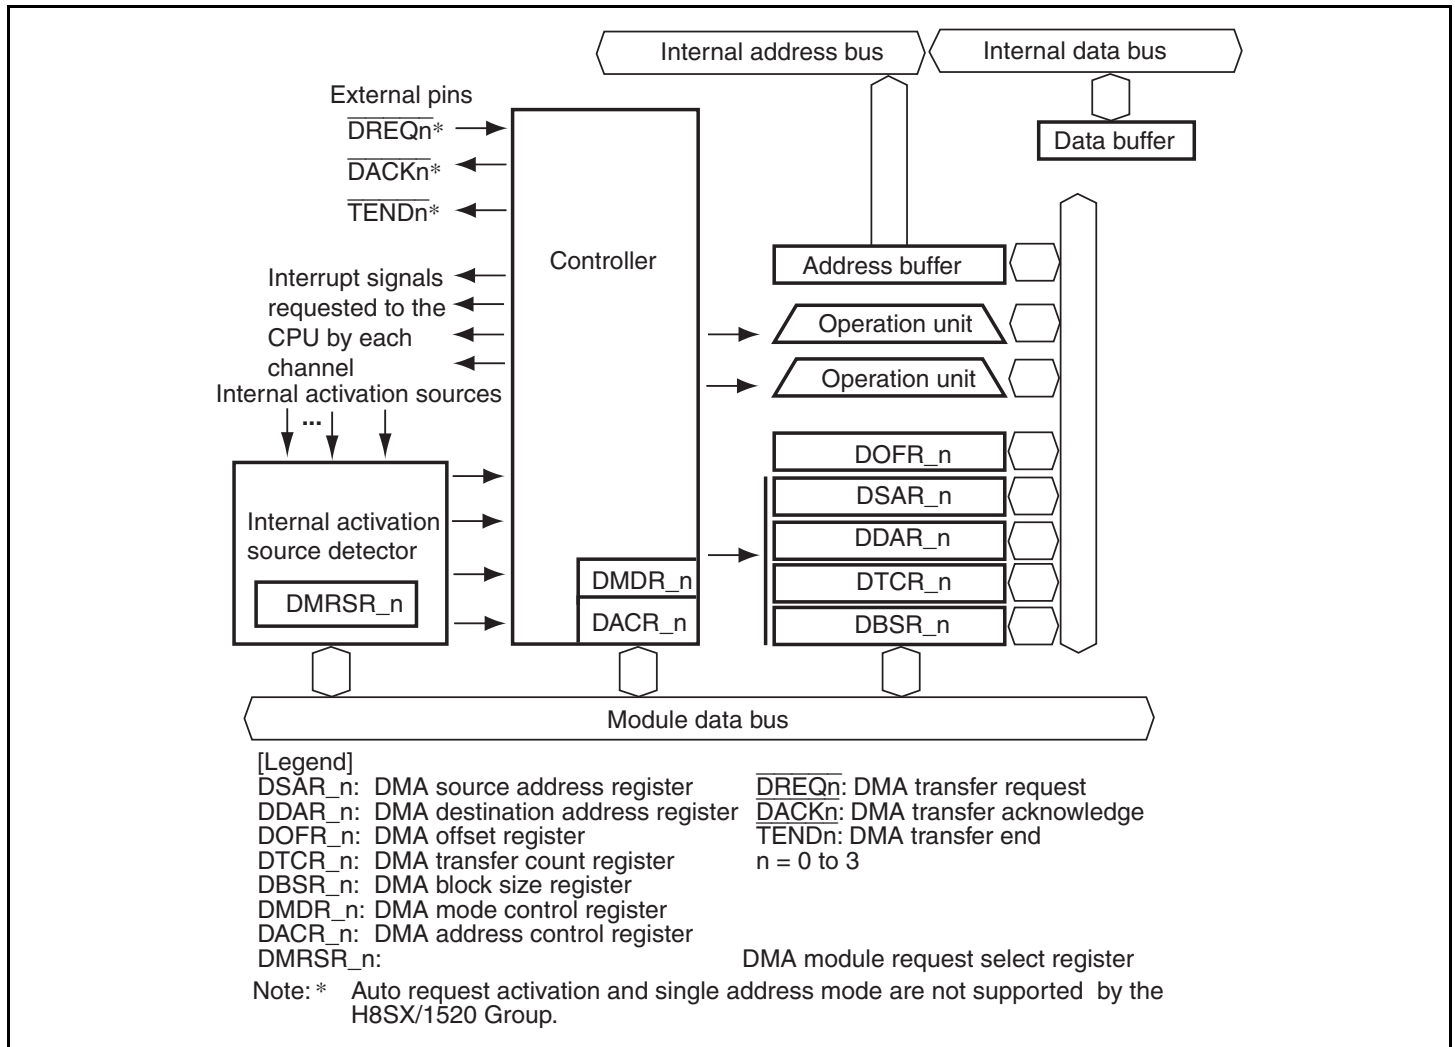 Internal address bus
Internal data bus
External pins
DREQn*
DACKn*
TENDn*
Data buffer
Controller
Address buffer
Interrupt signals
requested to the
CPU by each
channel
Operation unit
Operation unit
Internal activation sources
...
DOFR_n
DSAR_n
DDAR_n
DTCR_n
DBSR_n
Internal activation
source detector
DMRSR_n
DMDR_n
DACR_n
Module data bus
[Legend]
DSAR_n: DMA source address register
DDAR_n: DMA destination address register
DOFR_n: DMA offset register
DTCR_n: DMA transfer count register
DBSR_n: DMA block size register
DMDR_n: DMA mode control register
DACR_n: DMA address control register
DMRSR_n: DMA module request select register
DREQn: DMA transfer request
DACKn: DMA transfer acknowledge
TENDn: DMA transfer end
n = 0 to 3
Note: * Auto request activation and single address mode are not supported by the
H8SX/1520 Group.